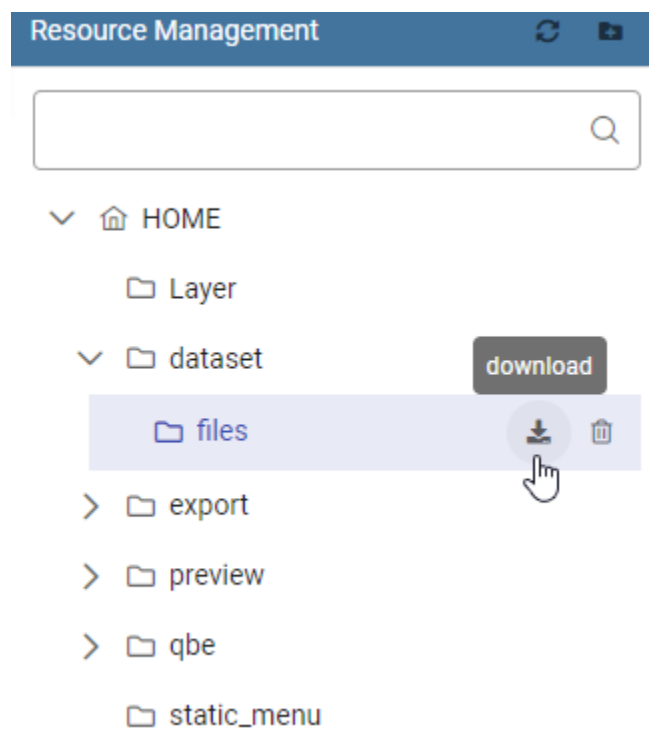 Resource Management
HOME
Layer
dataset
download
files
export
preview
qbe
static_menu